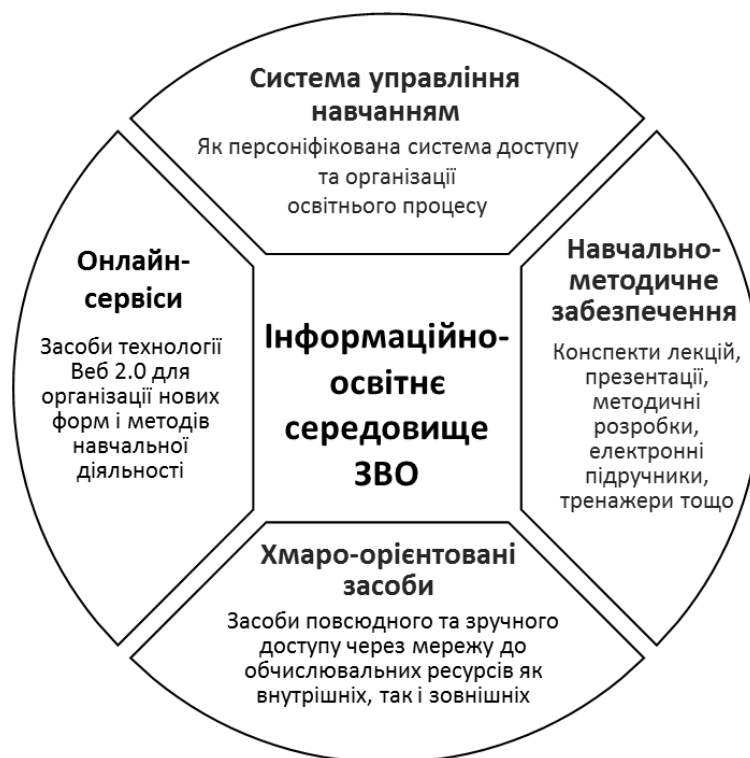 Система управління
навчанням
Як персоніфікована система доступу
та організації
освітнього процесу
Онлайн-
сервіси
Засоби технології
Веб 2.0 для
організації нових
форм і методів
навчальної
діяльності
Інформаційно-
освітнє
середовище
ЗВО
Навчально-
методичне
забезпечення
Конспекти лекцій,
презентації,
методичні
розробки,
електронні
підручники,
тренажери тощо
Хмаро-орієнтовані
засоби
Засоби повсюдного та зручного
доступу через мережу до
обчислювальних ресурсів як
внутрішніх, так і зовнішніх